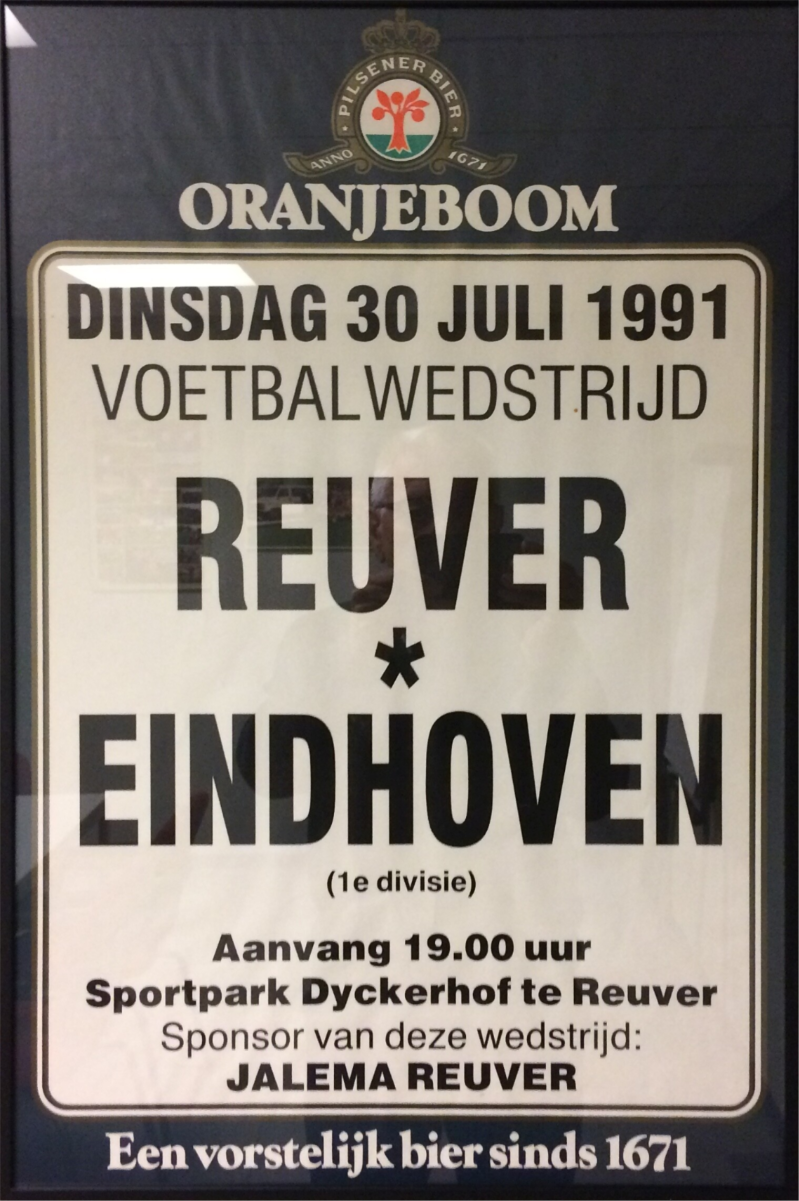 PILSENER BIER
ANNO 1671
ORANJEBOOM
DINSDAG 30 JULI 1991
VOETBALWEDSTRIJD
REUVER
*
EINDHOVEN
(1e divisie)
Aanvang 19.00 uur
Sportpark Dyckerhof te Reuver
Sponsor van deze wedstrijd:
JALEMA REUVER
Een vorstelijk bier sinds 1671